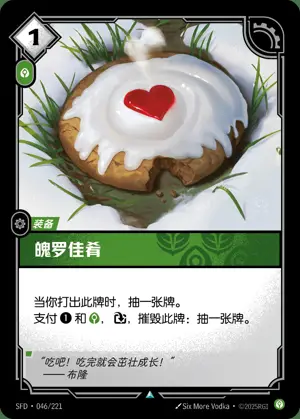 1
装备
魄罗佳肴
当你打出此牌时，抽一张牌。
支付 1 和 ，，摧毁此牌：抽一张牌。
“吃吧！吃完就会茁壮成长！”
—— 布隆
SFD • 046/221
Six More Vodka • ©2025RGI